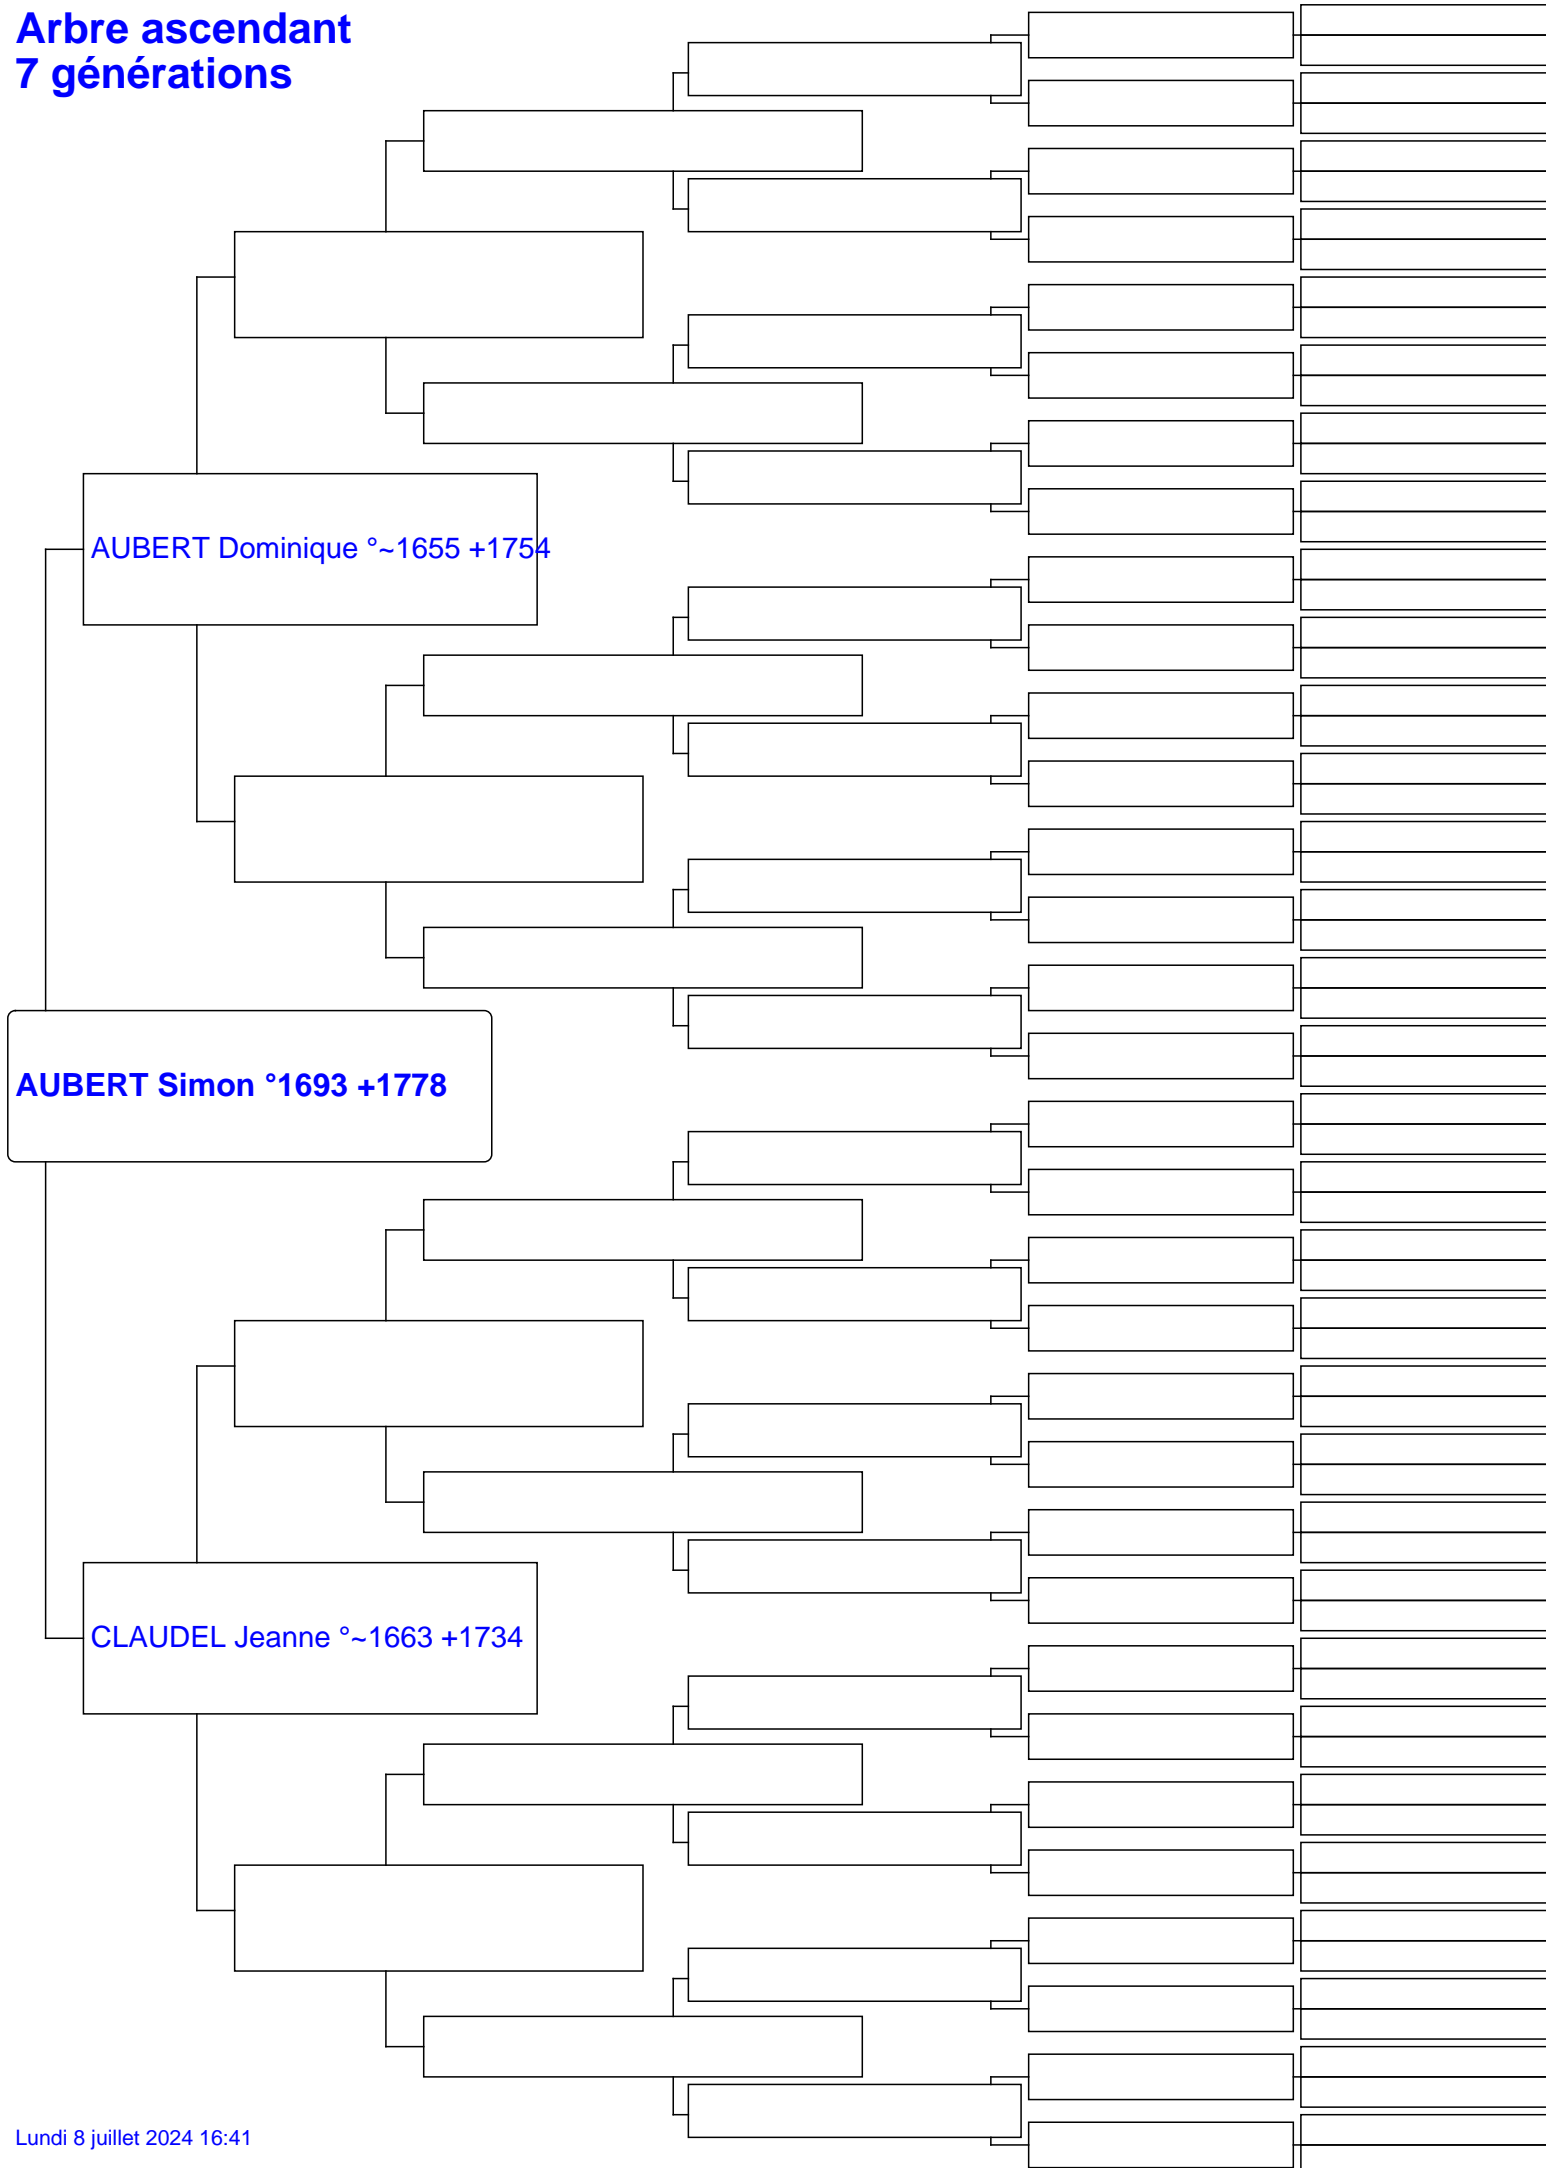 Arbre ascendant
7 générations
AUBERT Dominique °~1655 +1754
AUBERT Simon °1693 +1778
CLAUDEL Jeanne °~1663 +1734
Lundi 8 juillet 2024 16:41